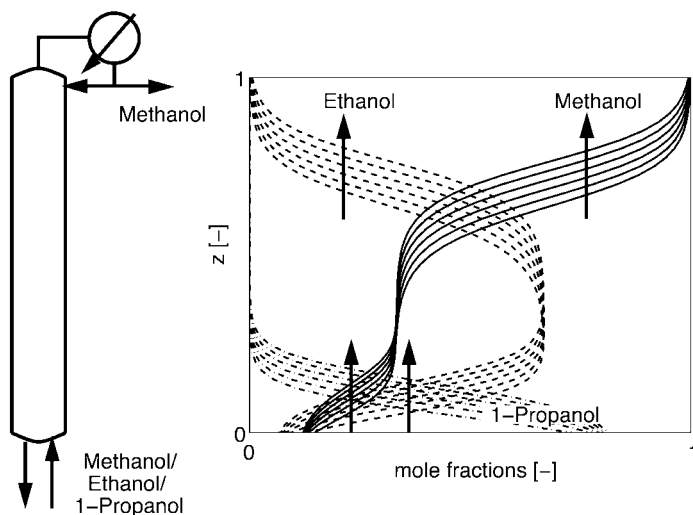 Methanol
Methanol/
Ethanol/
1−Propanol
1
Ethanol
Methanol
z [−]
1−Propanol
0
0
1
mole fractions [−]